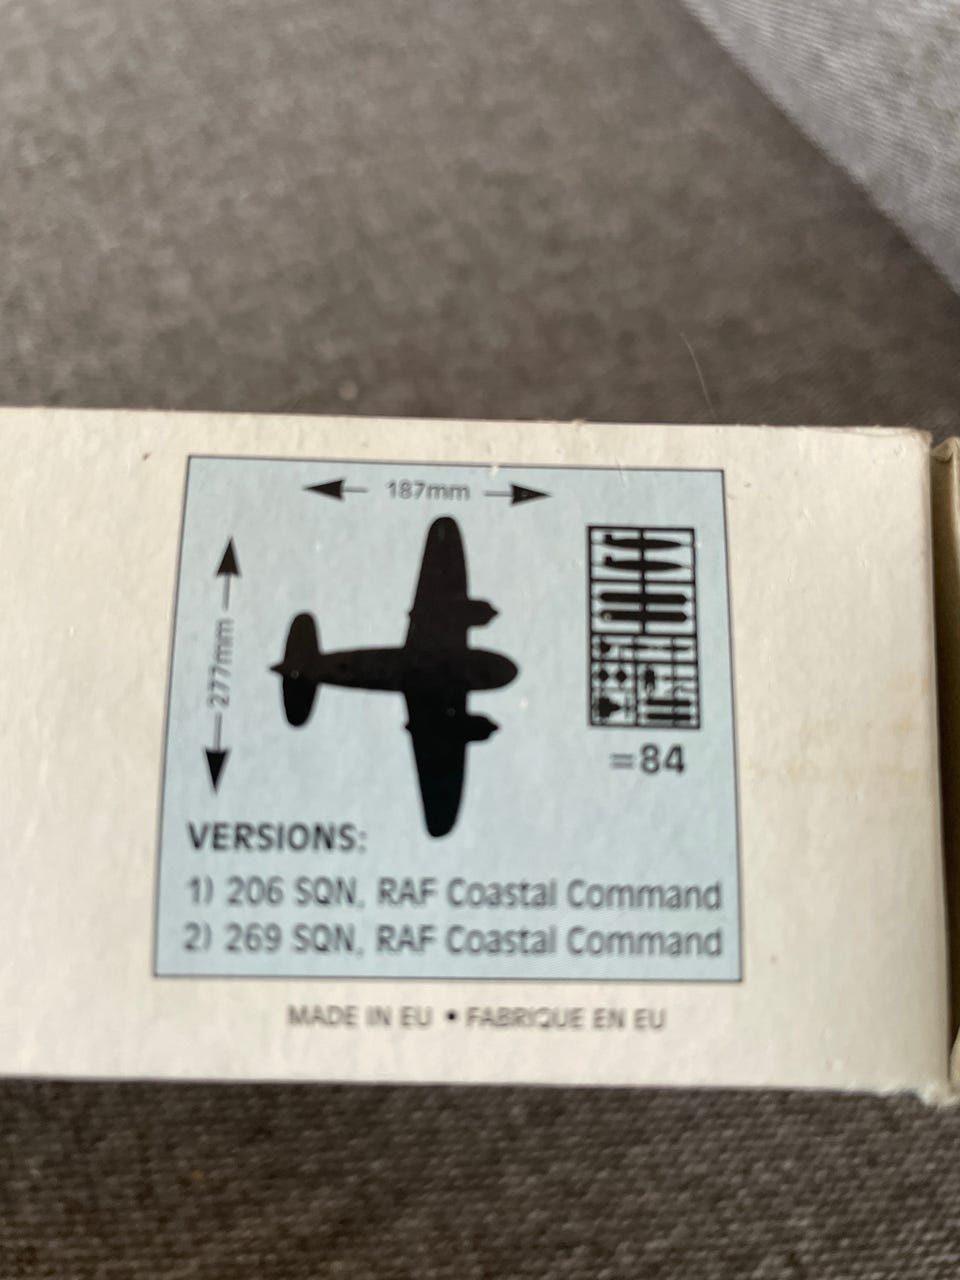 187mm
277mm
=84
VERSIONS:
1) 206 SQN, RAF Coastal Command
2) 269 SQN, RAF Coastal Command
MADE IN EU • FABRIQUE EN EU